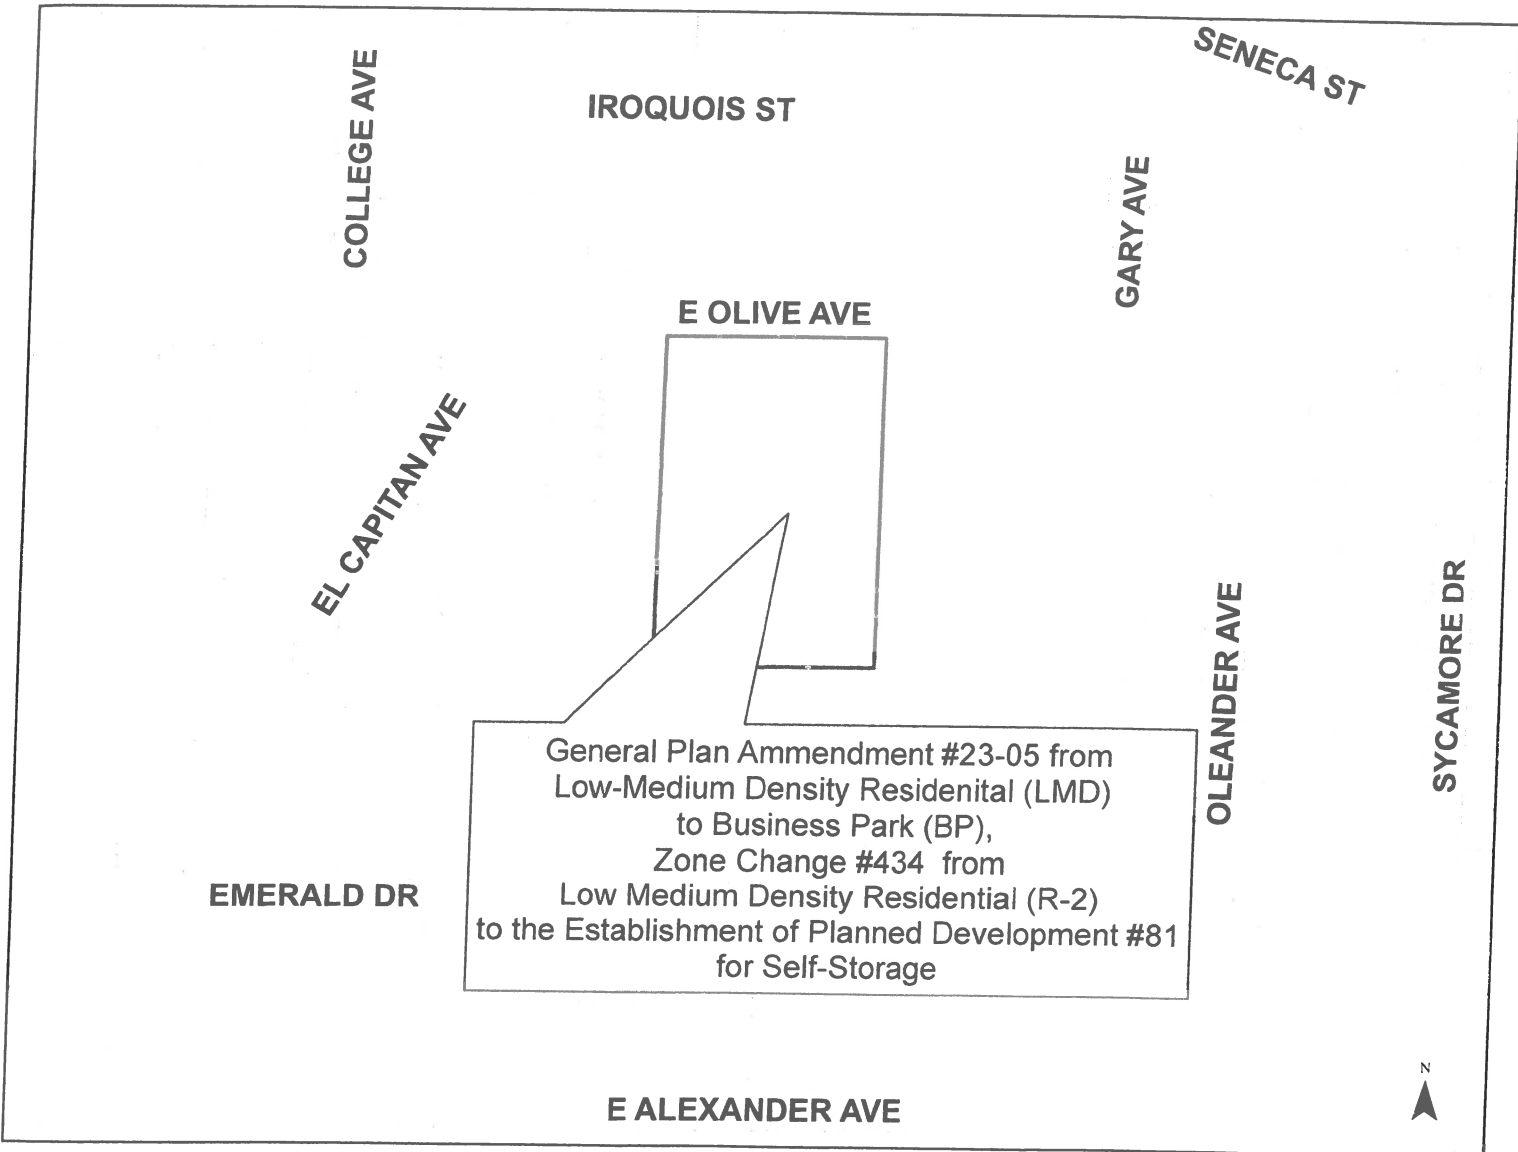 SENECA ST
COLLEGE AVE
IROQUOIS ST
GARY AVE
E OLIVE AVE
EL CAPITAN AVE
OLEANDER AVE
SYCAMORE DR
General Plan Ammendment #23-05 from
Low-Medium Density Residenital (LMD)
to Business Park (BP),
Zone Change #434 from
Low Medium Density Residential (R-2)
to the Establishment of Planned Development #81
for Self-Storage
EMERALD DR
N
E ALEXANDER AVE